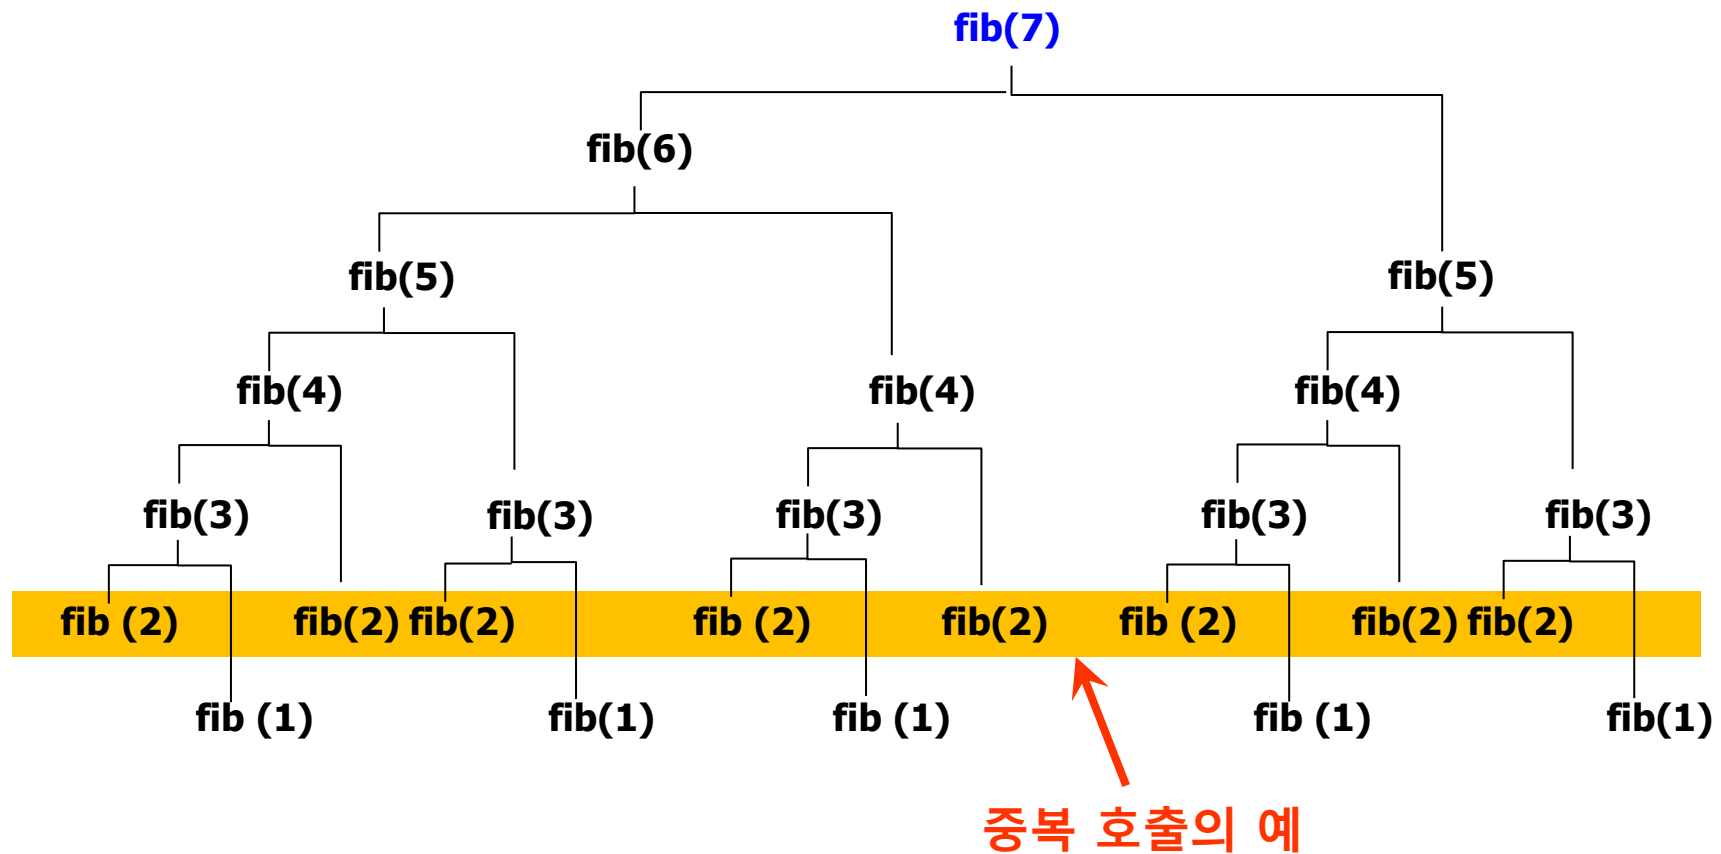 fib(7)
fib(6)
fib(5) fib(5)
fib(4) fib(4) fib(4)
fib(3) fib(3) fib(3) fib(3) fib(3)
fib (2) fib(2) fib(2) fib (2) fib(2) fib (2) fib(2) fib(2)
fib (1) fib(1) fib (1) fib (1) fib(1)
중복 호출의 예